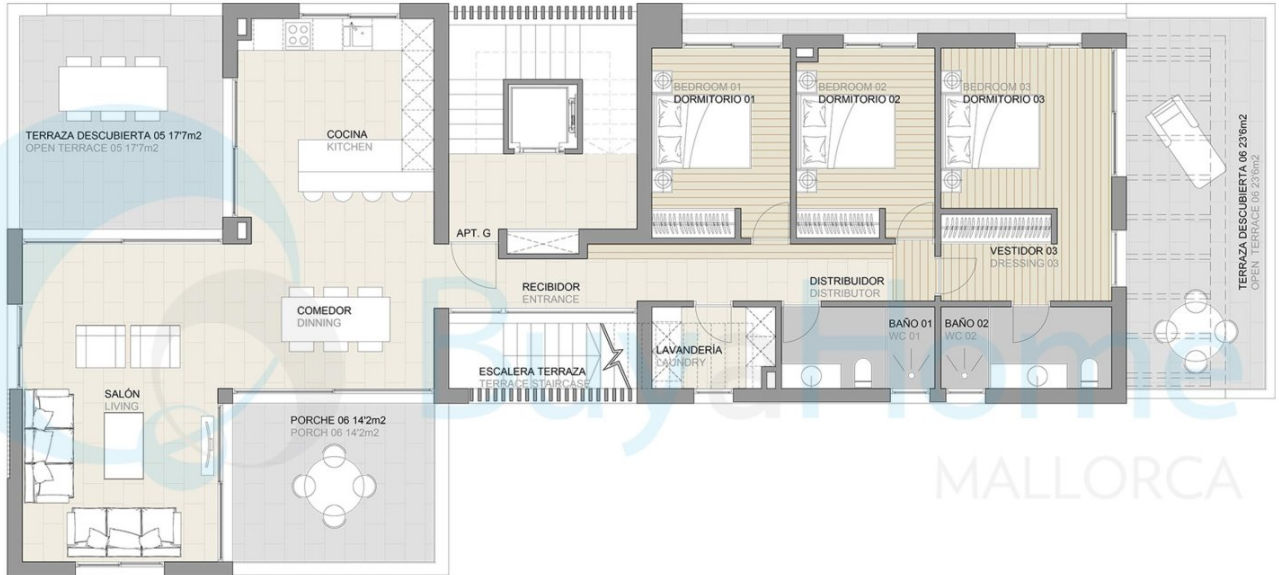 TERRAZA DESCUBIERTA 05 17'7m2
OPEN TERRACE 05 17'7m2
COCINA
KITCHEN
BEDROOM 01
DORMITORIO 01
BEDROOM 02
DORMITORIO 02
BEDROOM 03
DORMITORIO 03
TERRAZA DESCUBIERTA 06 23'6m2
OPEN TERRACE 06 23'6m2
APT. G
RECIBIDOR
ENTRANCE
DISTRIBUIDOR
DISTRIBUTOR
VESTIDOR 03
DRESSING 03
COMEDOR
DINNING
SALÓN
LIVING
ESCALERA TERRAZA
TERRACE STAIRCASE
LAVANDERÍA
LAUNDRY
BAÑO 01
WC 01
BAÑO 02
WC 02
PORCHE 06 14'2m2
PORCH 06 14'2m2
BuyaHome
MALLORCA